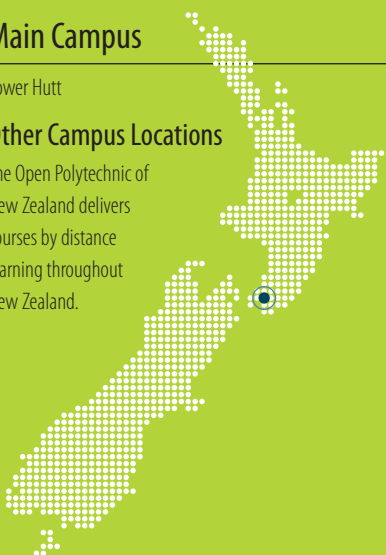 Main Campus
ower Hutt
ther Campus Locations
he Open Polytechnic of
ew Zealand delivers
ourses by distance
arning throughout
ew Zealand.